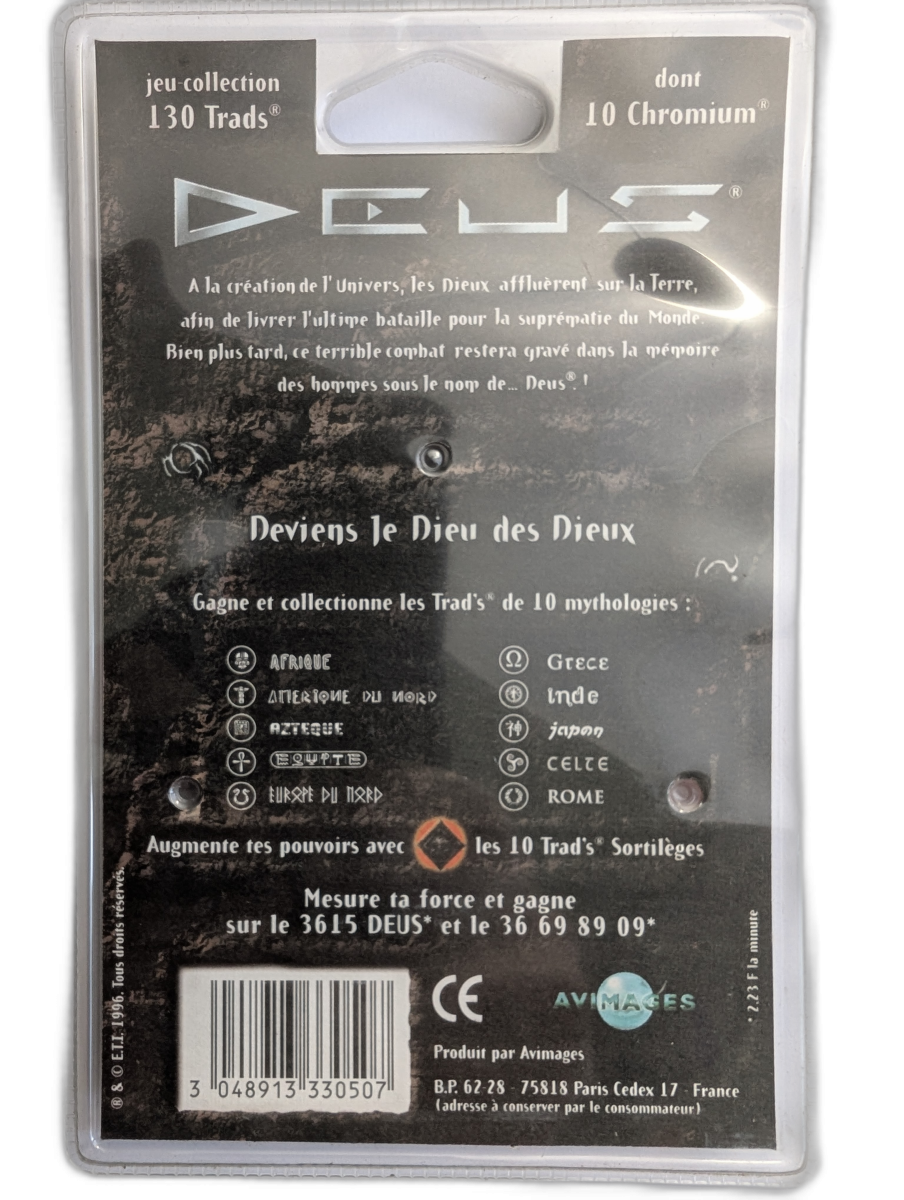 jeu-collection
130 Trads®
dont
10 Chromium®
DEUS®
A la création de l'Univers, les Dieux affluèrent sur la Terre,
afin de livrer l'ultime bataille pour la suprématie du Monde.
Bien plus tard, ce terrible combat restera gravé dans la mémoire
des hommes sous le nom de... Deus®. !
Deviens le Dieu des Dieux
Gagne et collectionne les Trad's® de 10 mythologies :
AFRIQUE
AMERIQUE DU NORD
AZTEQUE
EGYPTE
EUROPE DU NORD
Ω Grece
Inde
神 japon
CELTE
ROME
Augmente tes pouvoirs avec les 10 Trad's® Sortilèges
Mesure ta force et gagne
sur le 3615 DEUS* et le 36 69 89 09*
® & © E.T.I. 1996. Tous droits réservés.
* 2.23 F la minute
3 048913 330507
CE
AVIMAGES
Produit par Avimages
B.P. 62-28 - 75818 Paris Cedex 17 - France
(adresse à conserver par le consommateur)